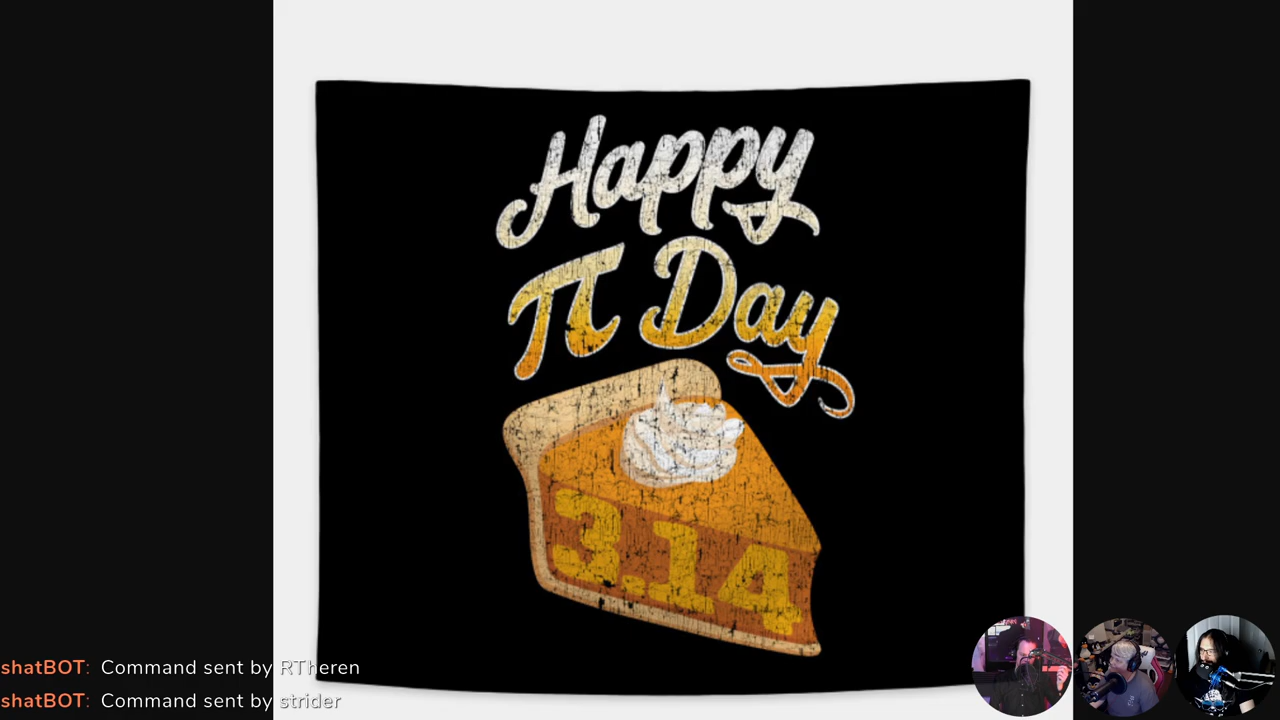 Happy
π Day
3.14
shatBOT: Command sent by RTheren
shatBOT: Command sent by strider